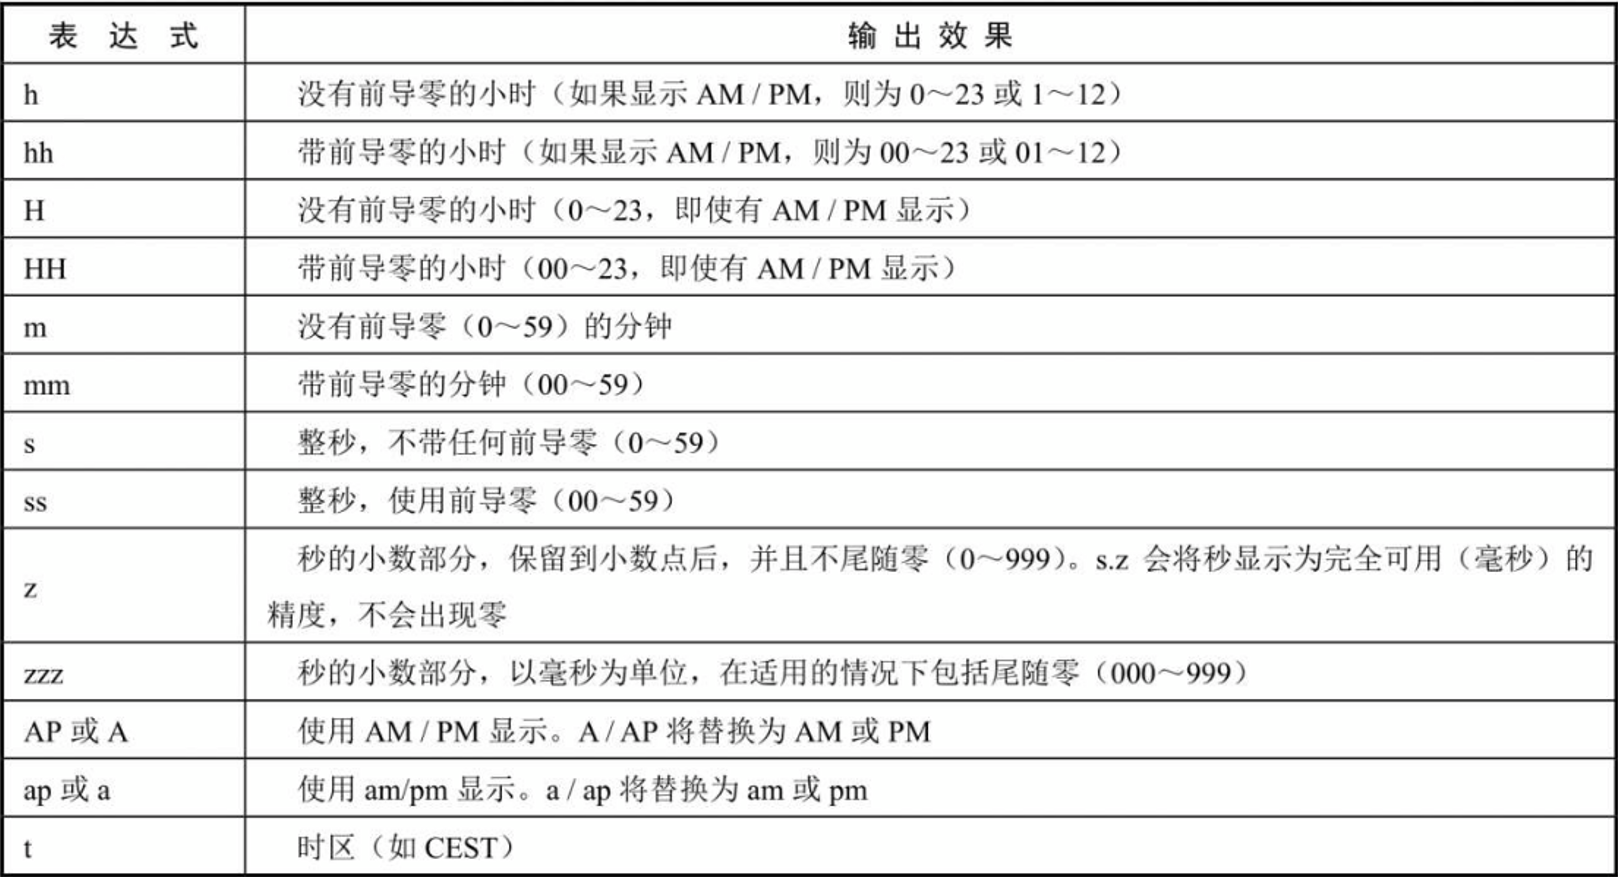 表 达 式 输 出 效 果
h 没有前导零的小时（如果显示 AM / PM，则为 0～23 或 1～12）
hh 带前导零的小时（如果显示 AM / PM，则为 00～23 或 01～12）
H 没有前导零的小时（0～23，即使有 AM / PM 显示）
HH 带前导零的小时（00～23，即使有 AM / PM 显示）
m 没有前导零（0～59）的分钟
mm 带前导零的分钟（00～59）
s 整秒，不带任何前导零（0～59）
ss 整秒，使用前导零（00～59）
z 秒的小数部分，保留到小数点后，并且不尾随零（0～999）。s.z 会将秒显示为完全可用（毫秒）的
精度，不会出现零
zzz 秒的小数部分，以毫秒为单位，在适用的情况下包括尾随零（000～999）
AP 或 A 使用 AM / PM 显示。A / AP 将替换为 AM 或 PM
ap 或 a 使用 am/pm 显示。a / ap 将替换为 am 或 pm
t 时区（如 CEST）